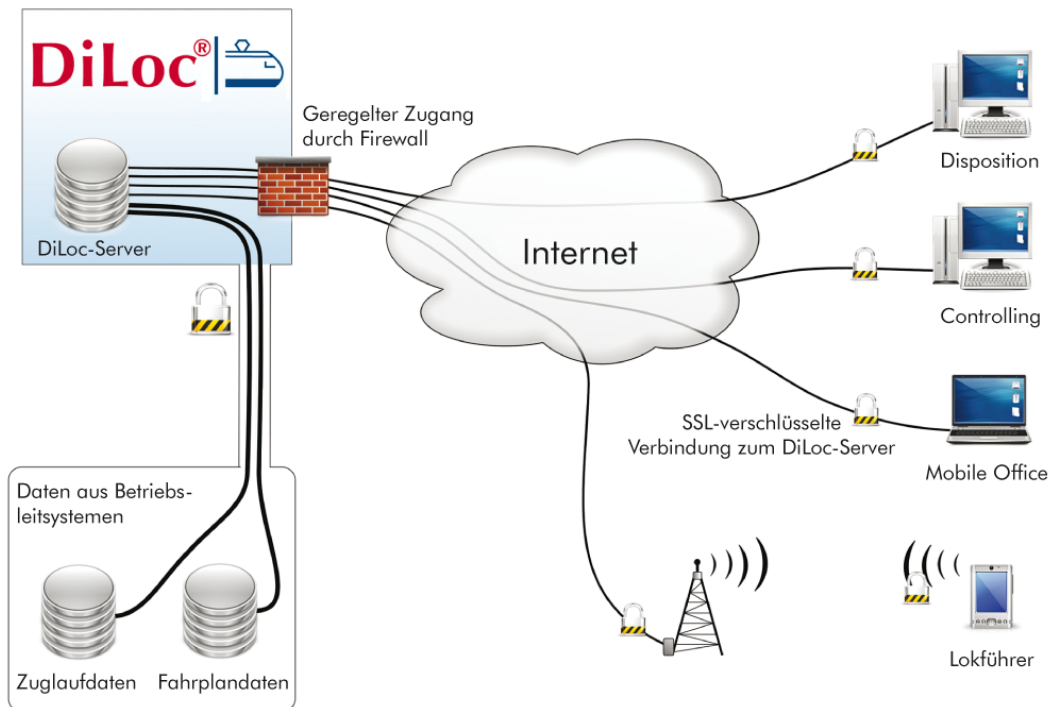 DiLoc®
Geregelter Zugang
durch Firewall
DiLoc-Server
Internet
Disposition
Controlling
SSL-verschlüsselte
Verbindung zum DiLoc-Server
Mobile Office
Daten aus Betriebs-
leitsystemen
Zuglaufdaten
Fahrplandaten
Lokführer